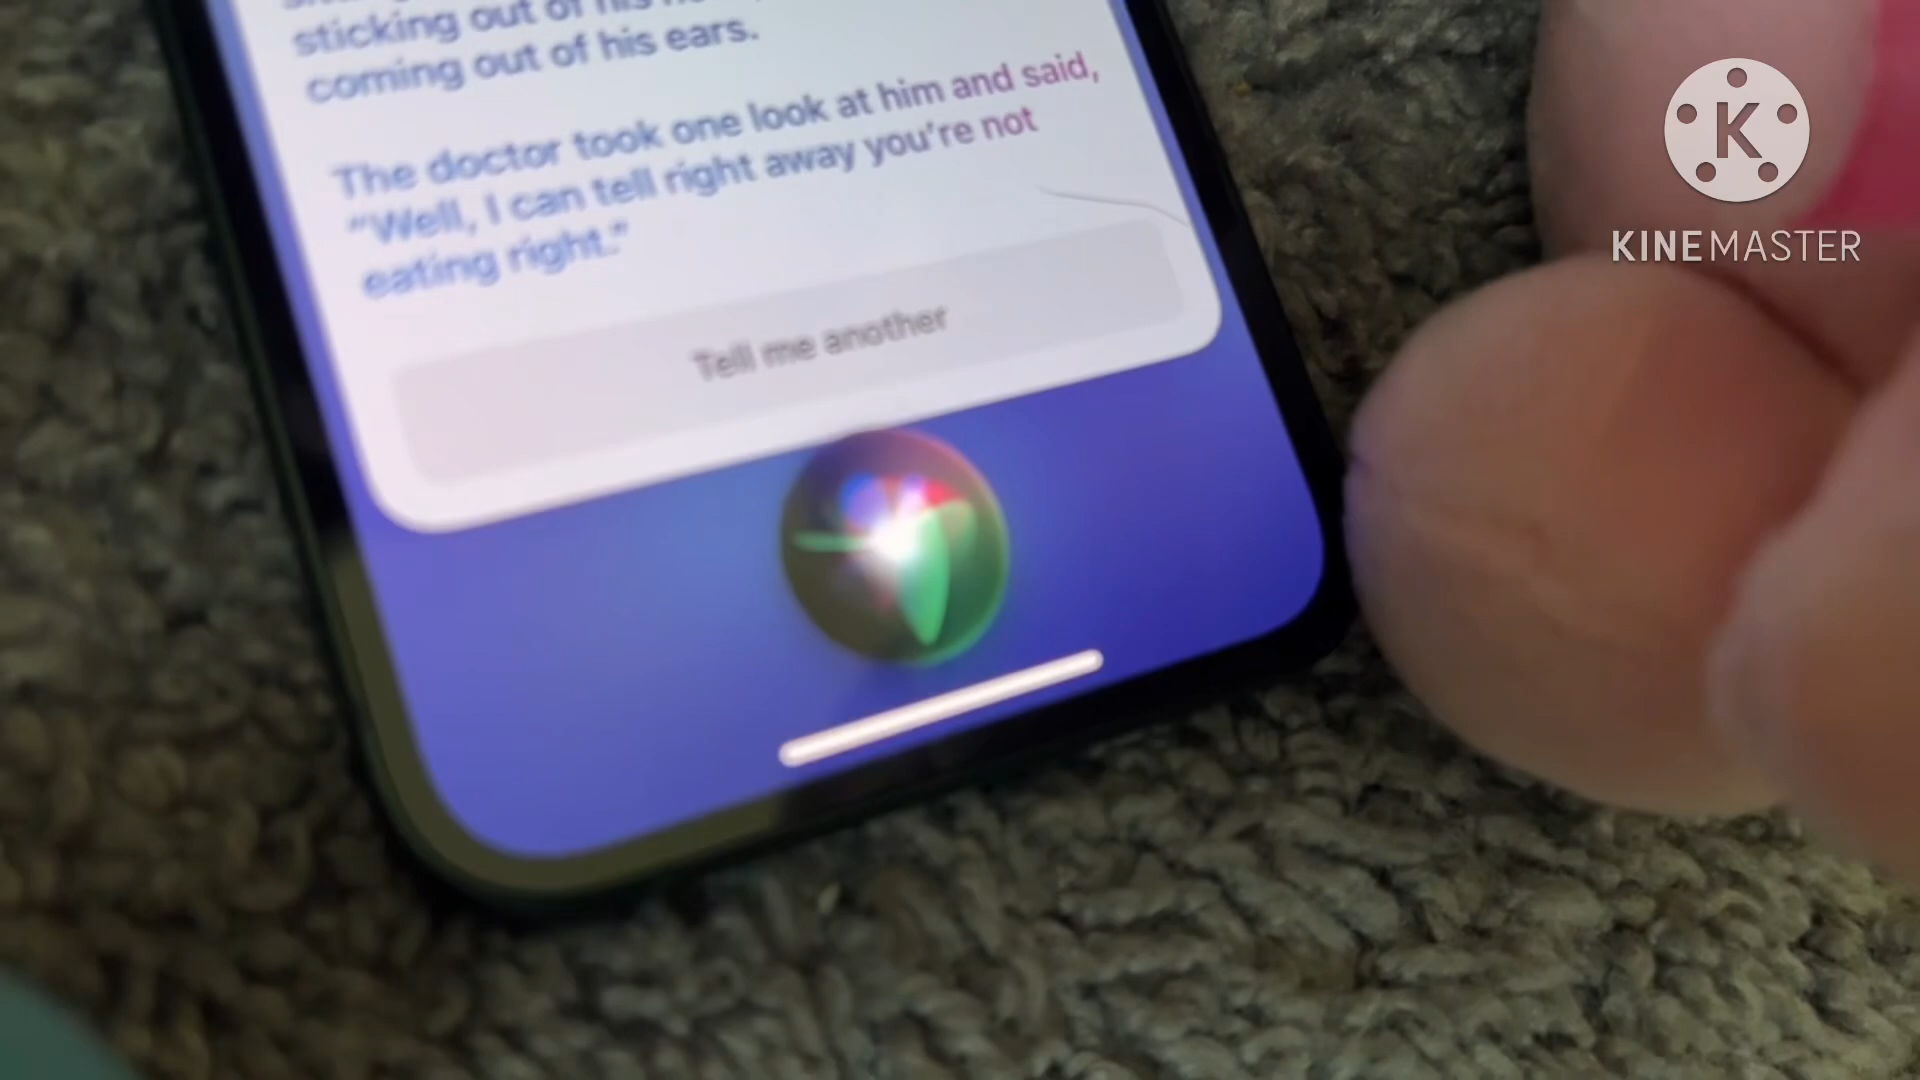 sticking out of his
coming out of his ears.
The doctor took one look at him and said,
“Well, I can tell right away you’re not
eating right.”
Tell me another
K
KINEMASTER